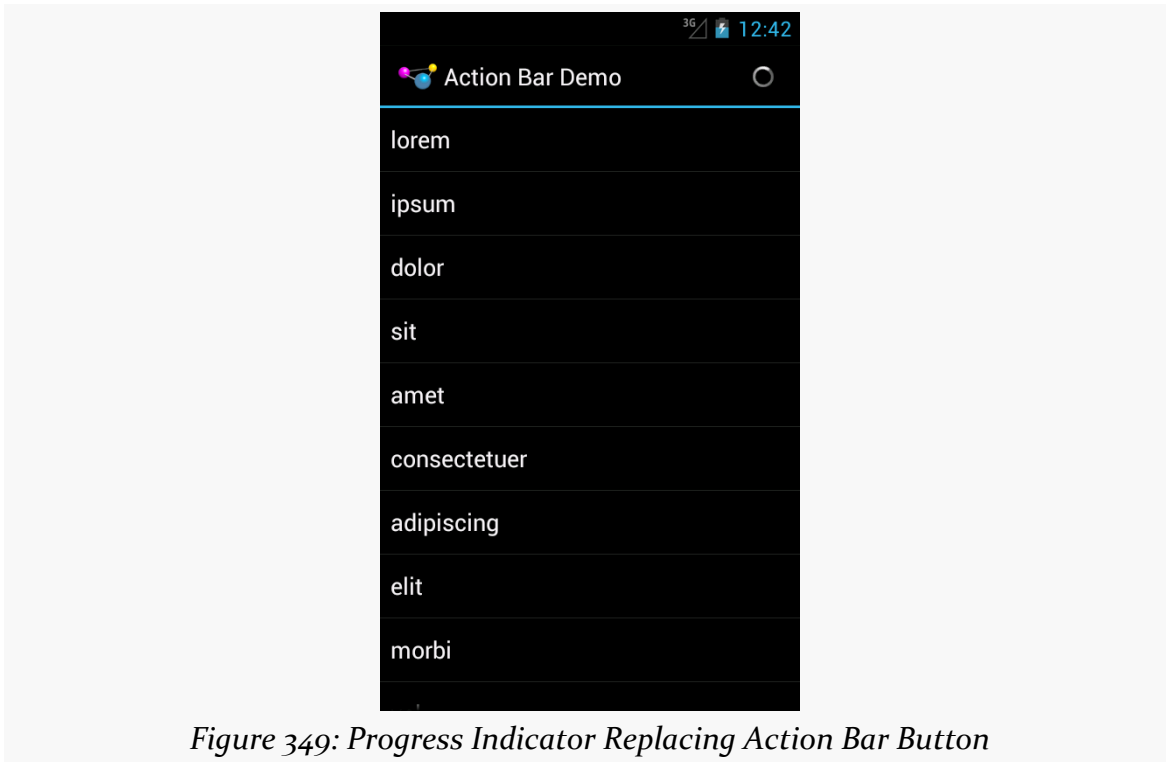 3G 12:42
Action Bar Demo
lorem
ipsum
dolor
sit
amet
consectetuer
adipiscing
elit
morbi
Figure 349: Progress Indicator Replacing Action Bar Button